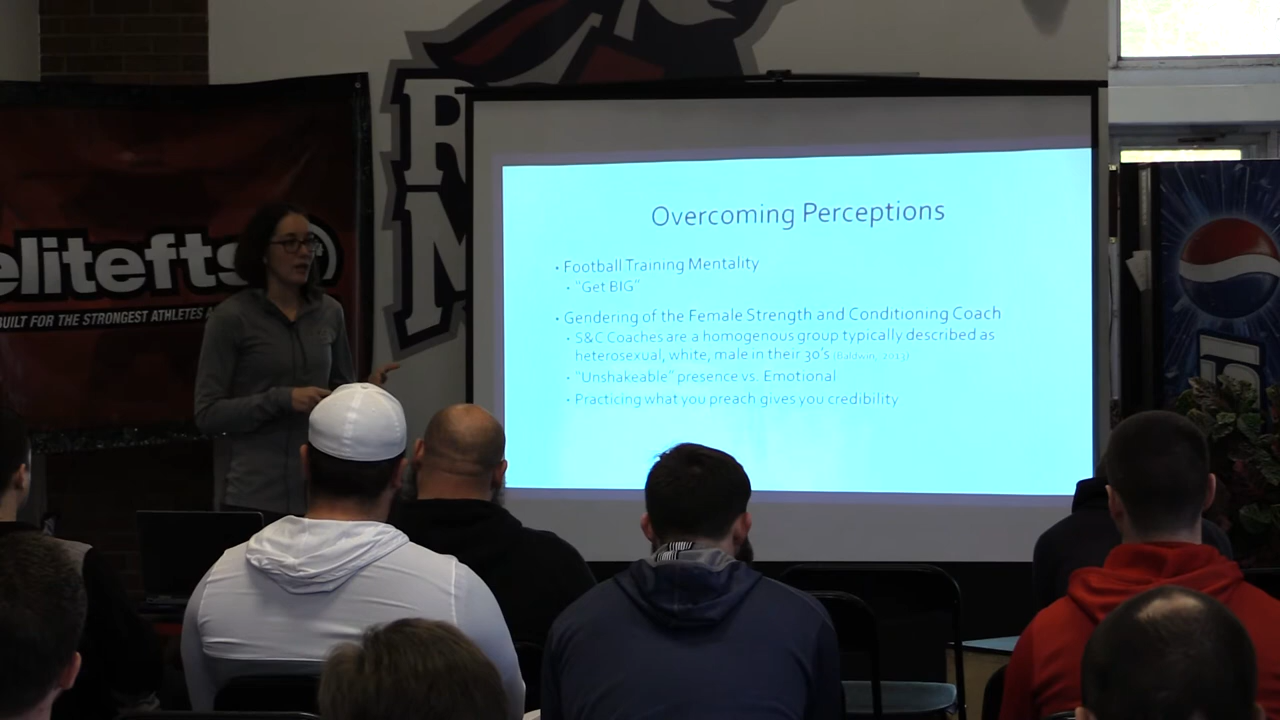 elitefts
BUILT FOR THE STRONGEST ATHLETES
R
M
Overcoming Perceptions
• Football Training Mentality
• "Get BIG"
• Gendering of the Female Strength and Conditioning Coach
• S&C Coaches are a homogenous group typically described as
heterosexual, white, male in their 30's (Baldwin, 2013)
• "Unshakeable" presence vs. Emotional
• Practicing what you preach gives you credibility